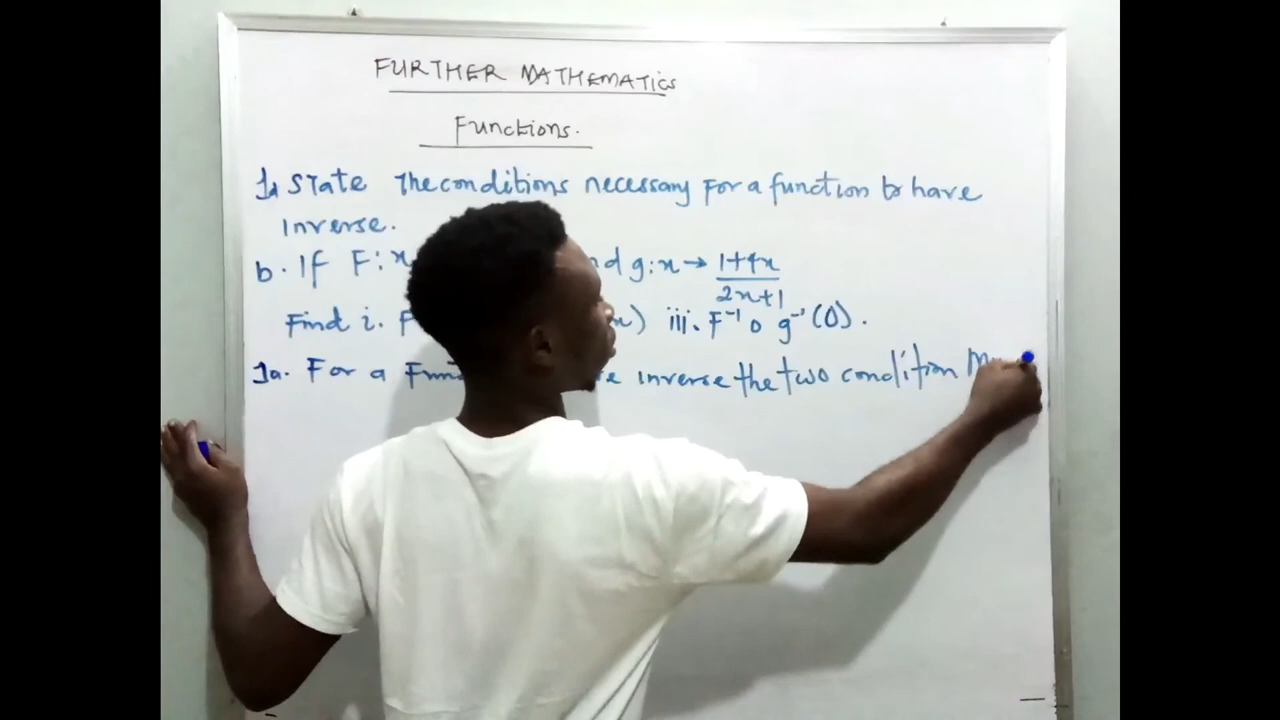 FURTHER MATHEMATICS
Functions.
1a State the conditions necessary for a function to have
inverse.
b. If F:x g:x → 1+4x / 2x+1
Find i. F x) iii. F⁻¹ o g⁻¹(0).
1a. For a Fun inverse the two condition